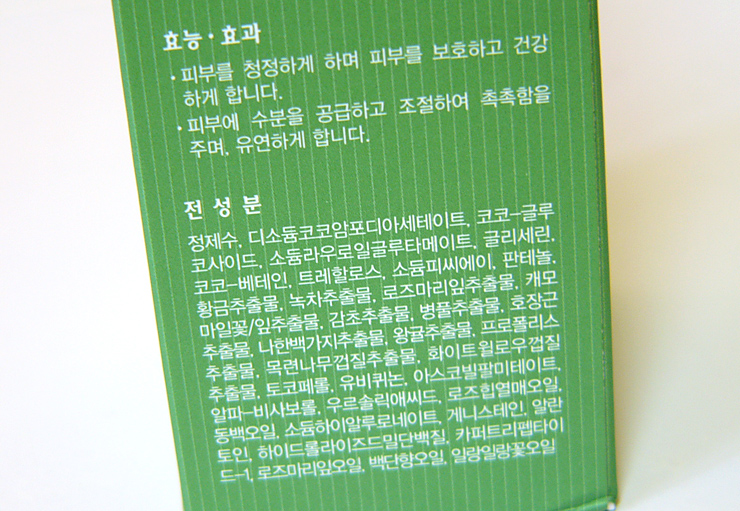 효능·효과
·피부를 청정하게 하며 피부를 보호하고 건강
하게 합니다.
·피부에 수분을 공급하고 조절하여 촉촉함을
주며, 유연하게 합니다.
전 성 분
정제수, 디소듐코코암포디아세테이트, 코코-글루
코사이드, 소듐라우로일글루타메이트, 글리세린,
코코-베테인, 트레할로스, 소듐피씨에이, 판테놀,
황금추출물, 녹차추출물, 로즈마리잎추출물, 캐모
마일꽃/잎추출물, 감초추출물, 병풀추출물, 호장근
추출물, 나한백가지추출물, 왕귤추출물, 프로폴리스
추출물, 목련나무껍질추출물, 화이트윌로우껍질
추출물, 토코페롤, 유비퀴논, 아스코빌팔미테이트,
알파-비사보롤, 우르솔릭애씨드, 로즈힙열매오일,
동백오일, 소듐하이알루로네이트, 게니스테인, 알란
토인, 하이드롤라이즈드밀단백질, 카퍼트리펩타이
드-1, 로즈마리잎오일, 백단향오일, 일랑일랑꽃오일